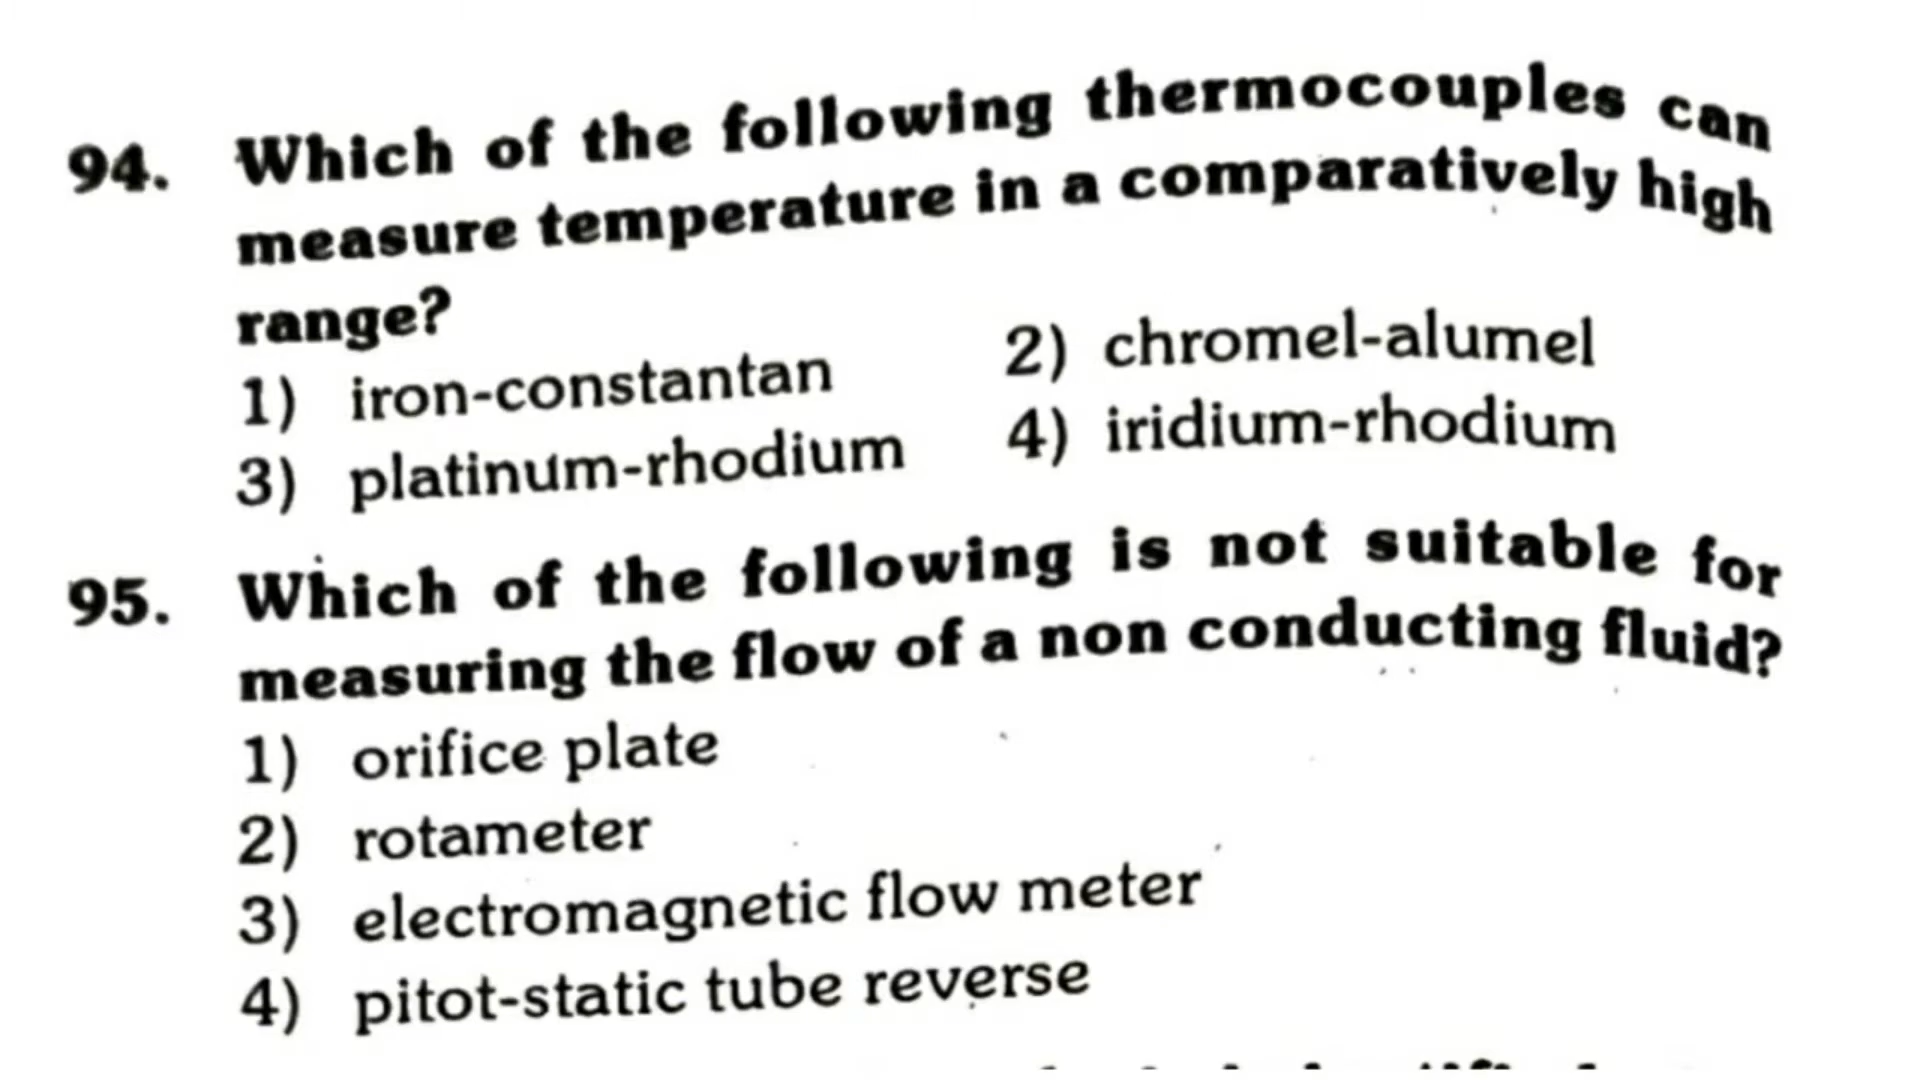 94. Which of the following thermocouples can
measure temperature in a comparatively high
range?
1) iron-constantan 2) chromel-alumel
3) platinum-rhodium 4) iridium-rhodium
95. Which of the following is not suitable for
measuring the flow of a non conducting fluid?
1) orifice plate
2) rotameter
3) electromagnetic flow meter
4) pitot-static tube reverse